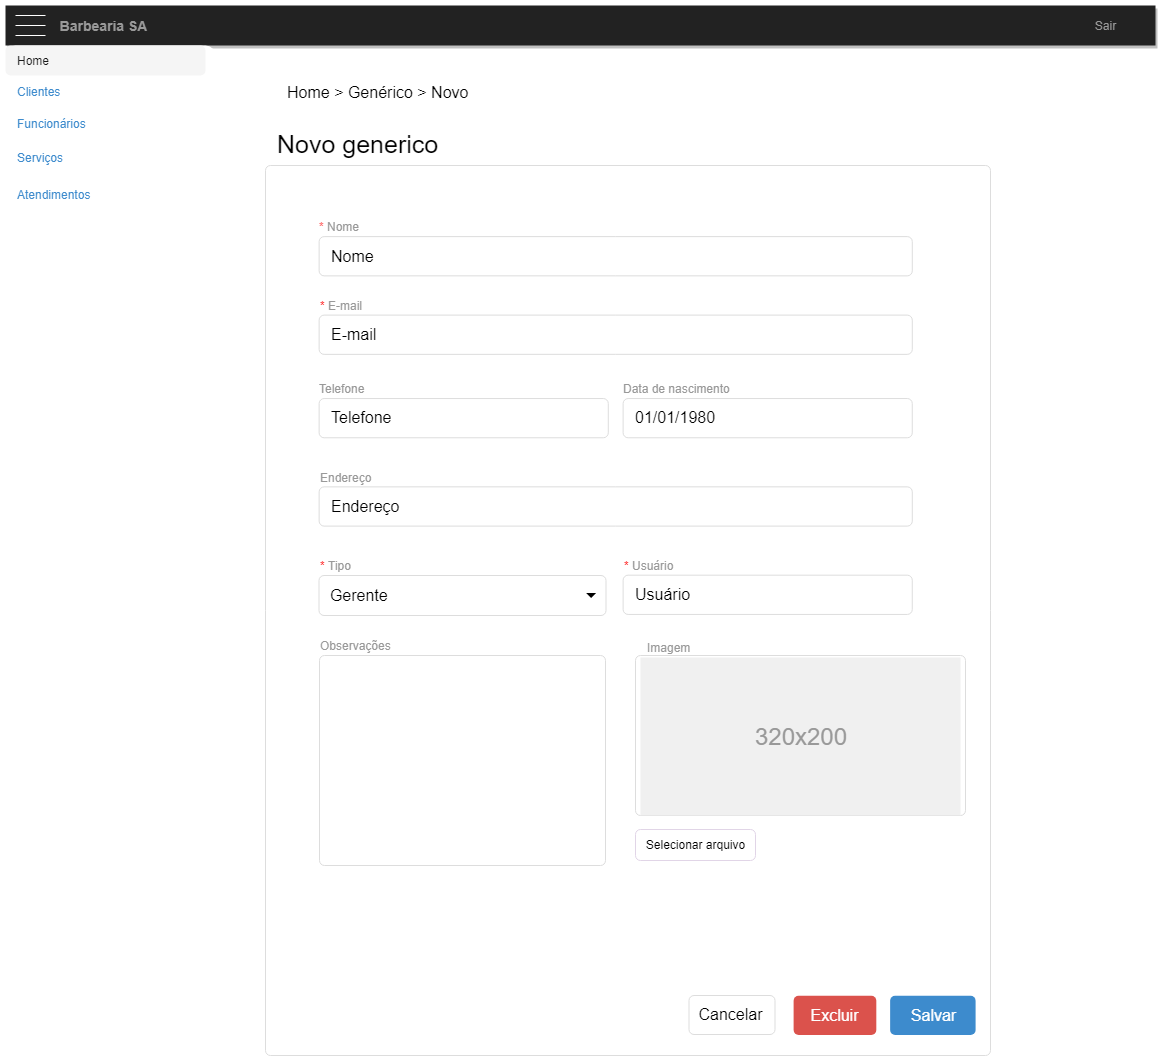 Barbearia SA
Sair
Home
Clientes
Funcionários
Serviços
Atendimentos
Home > Genérico > Novo
Novo generico
* Nome
Nome
* E-mail
E-mail
Telefone
Data de nascimento
Telefone
01/01/1980
Endereço
Endereço
* Tipo
* Usuário
Gerente
Usuário
Observações
Imagem
320x200
Selecionar arquivo
Cancelar
Excluir
Salvar